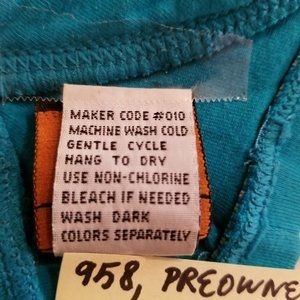 MAKER CODE #010
MACHINE WASH COLD
GENTLE CYCLE
HANG TO DRY
USE NON-CHLORINE
BLEACH IF NEEDED
WASH DARK
COLORS SEPARATELY
958, PREOWNE